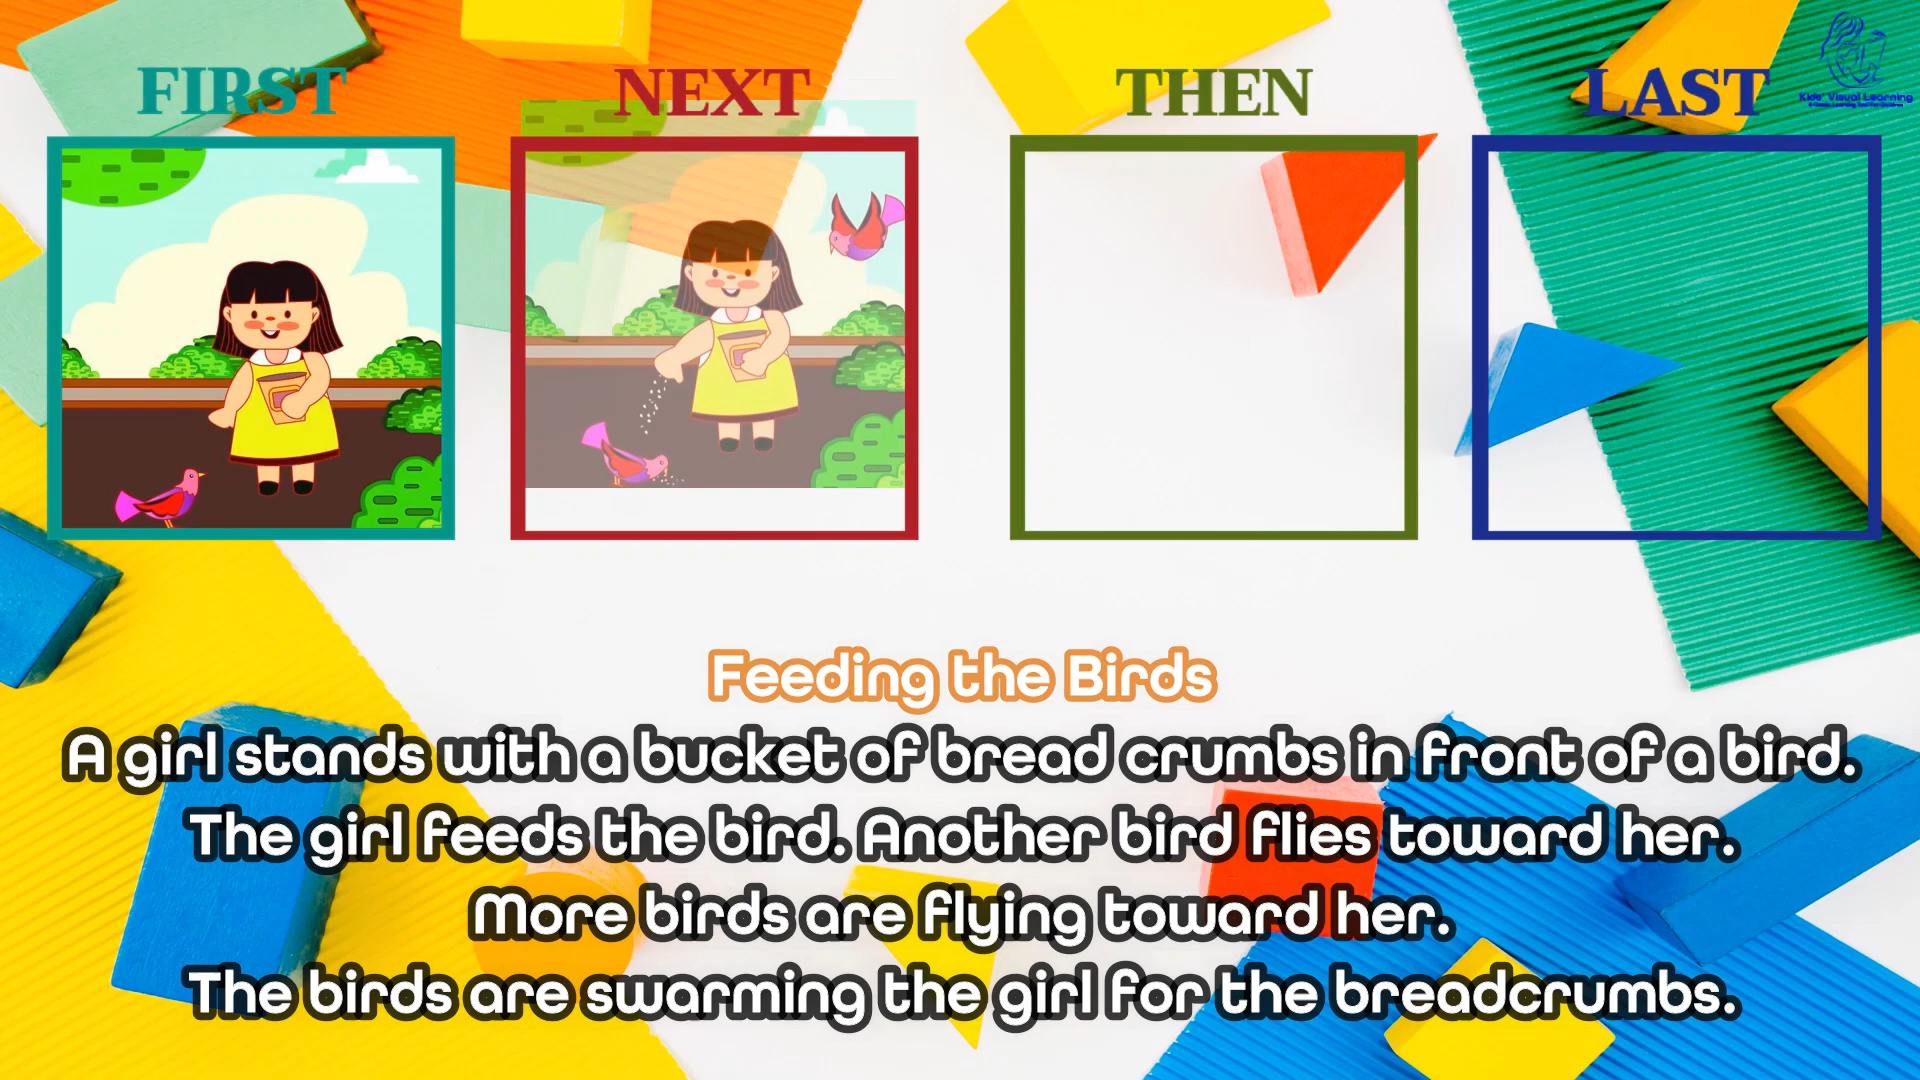 FIRST NEXT THEN LAST
Kids' Visual Learning
Feeding the Birds
A girl stands with a bucket of bread crumbs in front of a bird.
The girl feeds the bird. Another bird flies toward her.
More birds are flying toward her.
The birds are swarming the girl for the breadcrumbs.